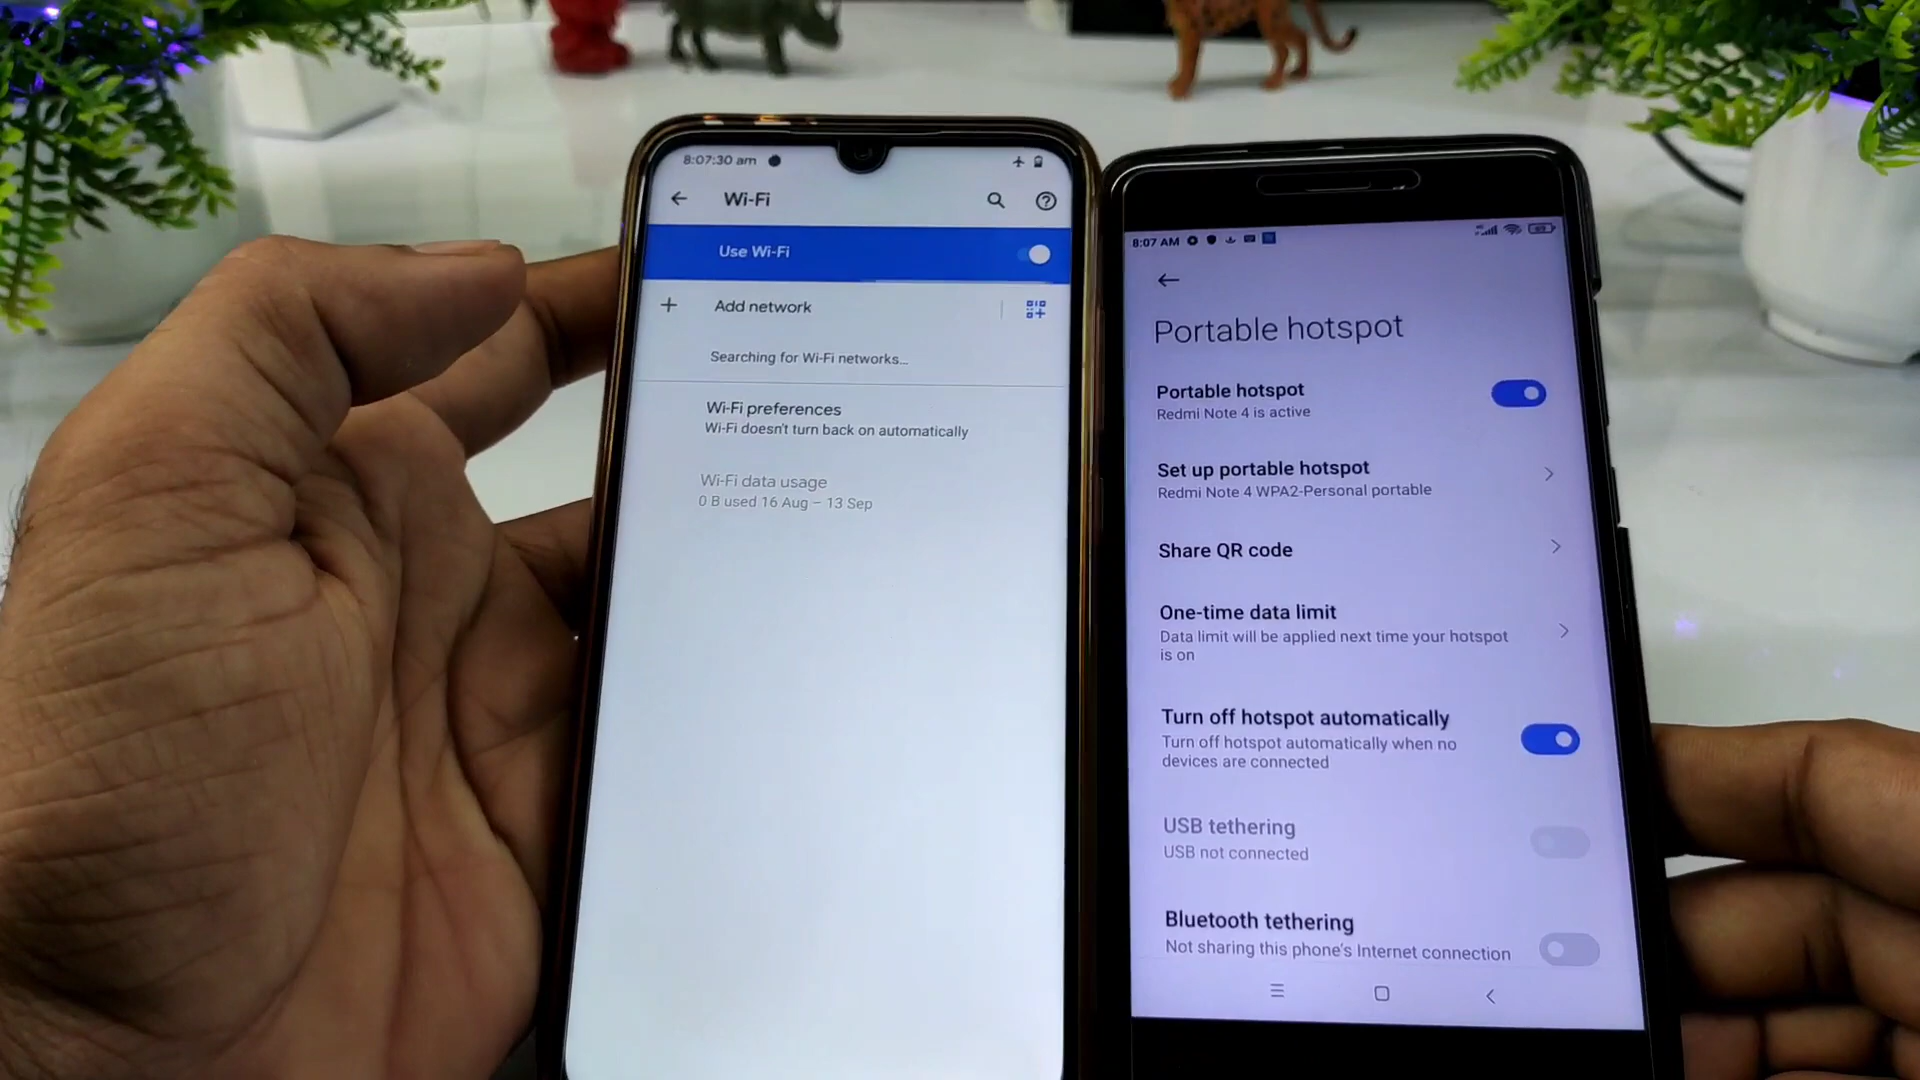 8:07:30 am
Wi-Fi
Use Wi-Fi
Add network
Searching for Wi-Fi networks...
Wi-Fi preferences
Wi-Fi doesn't turn back on automatically
Wi-Fi data usage
0 B used 16 Aug – 13 Sep
8:07 AM
Portable hotspot
Portable hotspot
Redmi Note 4 is active
Set up portable hotspot
Redmi Note 4 WPA2-Personal portable
Share QR code
One-time data limit
Data limit will be applied next time your hotspot
is on
Turn off hotspot automatically
Turn off hotspot automatically when no
devices are connected
USB tethering
USB not connected
Bluetooth tethering
Not sharing this phone's Internet connection